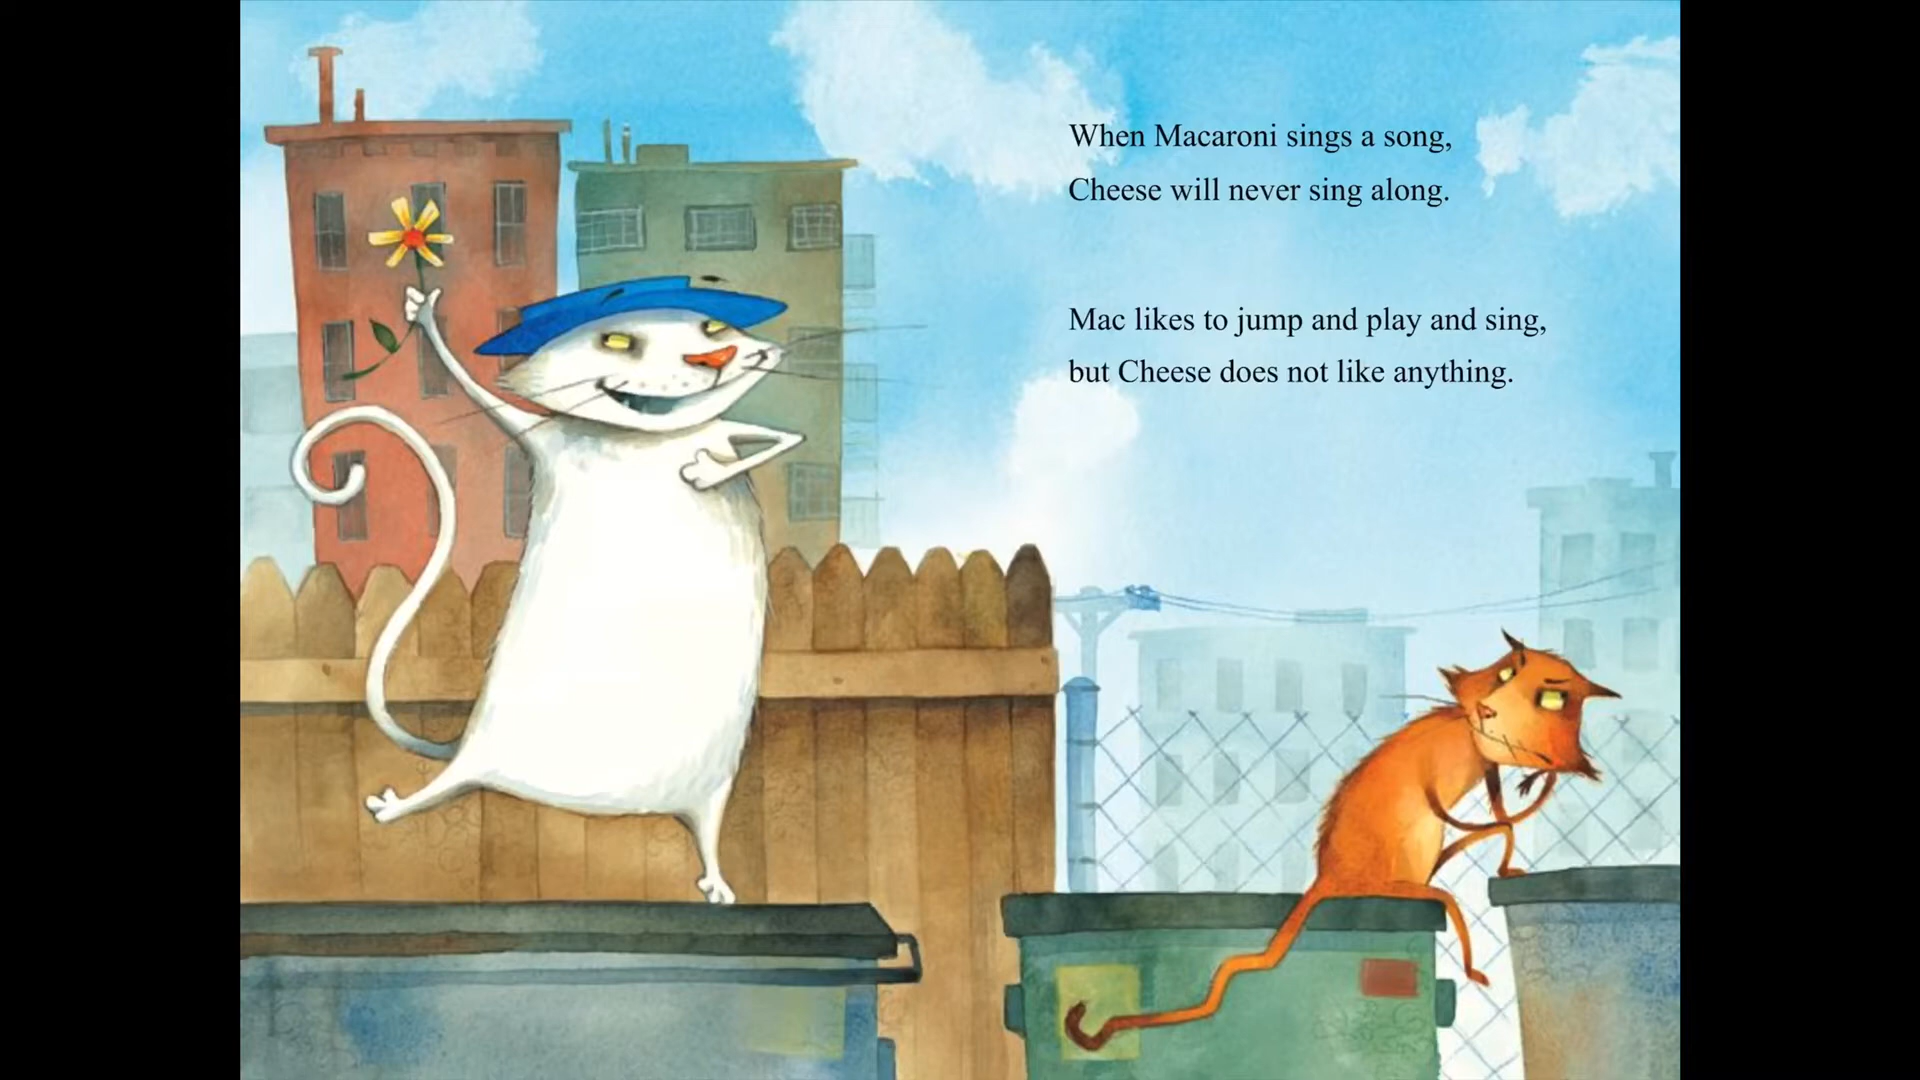 When Macaroni sings a song,
Cheese will never sing along.
Mac likes to jump and play and sing,
but Cheese does not like anything.